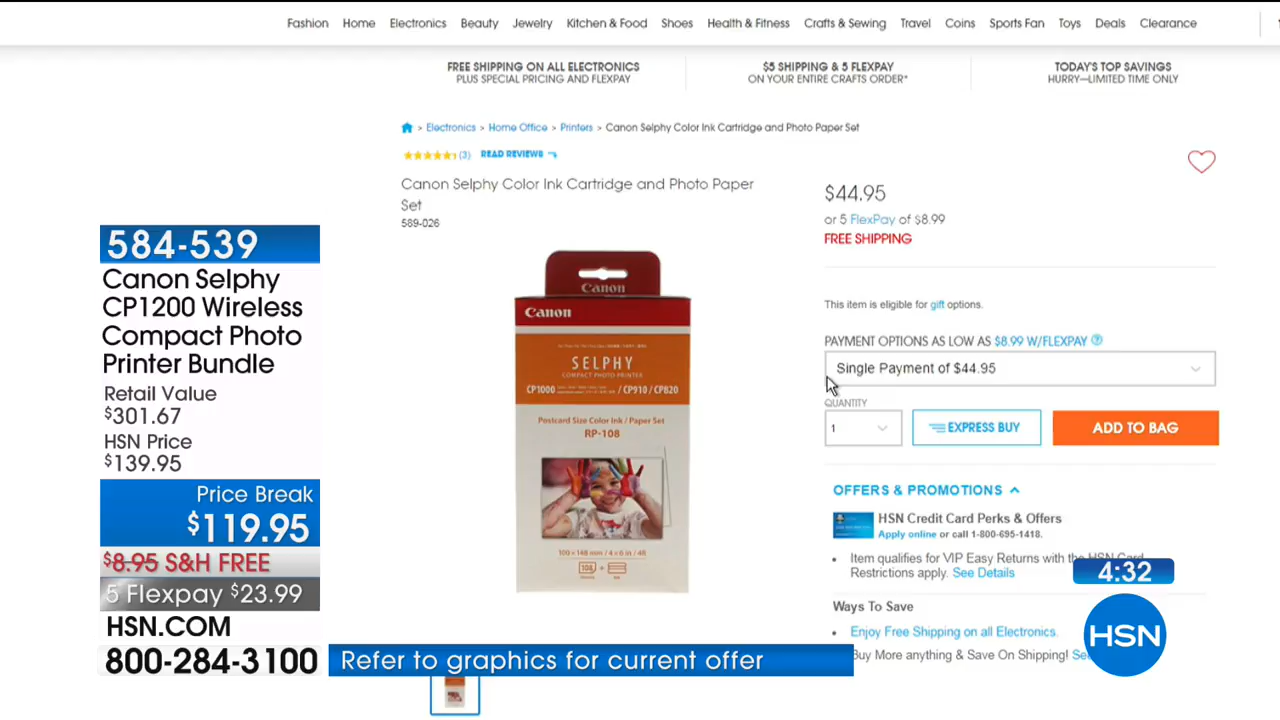 Fashion Home Electronics Beauty Jewelry Kitchen & Food Shoes Health & Fitness Crafts & Sewing Travel Coins Sports Fan Toys Deals Clearance
FREE SHIPPING ON ALL ELECTRONICS
PLUS SPECIAL PRICING AND FLEXPAY
$5 SHIPPING & 5 FLEXPAY
ON YOUR ENTIRE CRAFTS ORDER*
TODAY'S TOP SAVINGS
HURRY—LIMITED TIME ONLY
> Electronics > Home Office > Printers > Canon Selphy Color Ink Cartridge and Photo Paper Set
(3) READ REVIEWS
Canon Selphy Color Ink Cartridge and Photo Paper
Set
589-026
$44.95
or 5 FlexPay of $8.99
FREE SHIPPING
This item is eligible for gift options.
PAYMENT OPTIONS AS LOW AS $8.99 W/FLEXPAY ?
Single Payment of $44.95
QUANTITY
1
EXPRESS BUY
ADD TO BAG
OFFERS & PROMOTIONS
HSN Credit Card Perks & Offers
Apply online or call 1-800-695-1418.
• Item qualifies for VIP Easy Returns with the HSN Card.
Restrictions apply. See Details
Ways To Save
• Enjoy Free Shipping on all Electronics.
Buy More anything & Save On Shipping!
Canon
Canon
SELPHY
COMPACT PHOTO PRINTER
CP1000 / CP910 / CP820
Postcard Size Color Ink / Paper Set
RP-108
100 x 148 mm / 4 x 6 in / 4R
108 +
584-539
Canon Selphy
CP1200 Wireless
Compact Photo
Printer Bundle
Retail Value
$301.67
HSN Price
$139.95
Price Break
$119.95
$8.95 S&H FREE
5 Flexpay $23.99
HSN.COM
800-284-3100
Refer to graphics for current offer
4:32
HSN